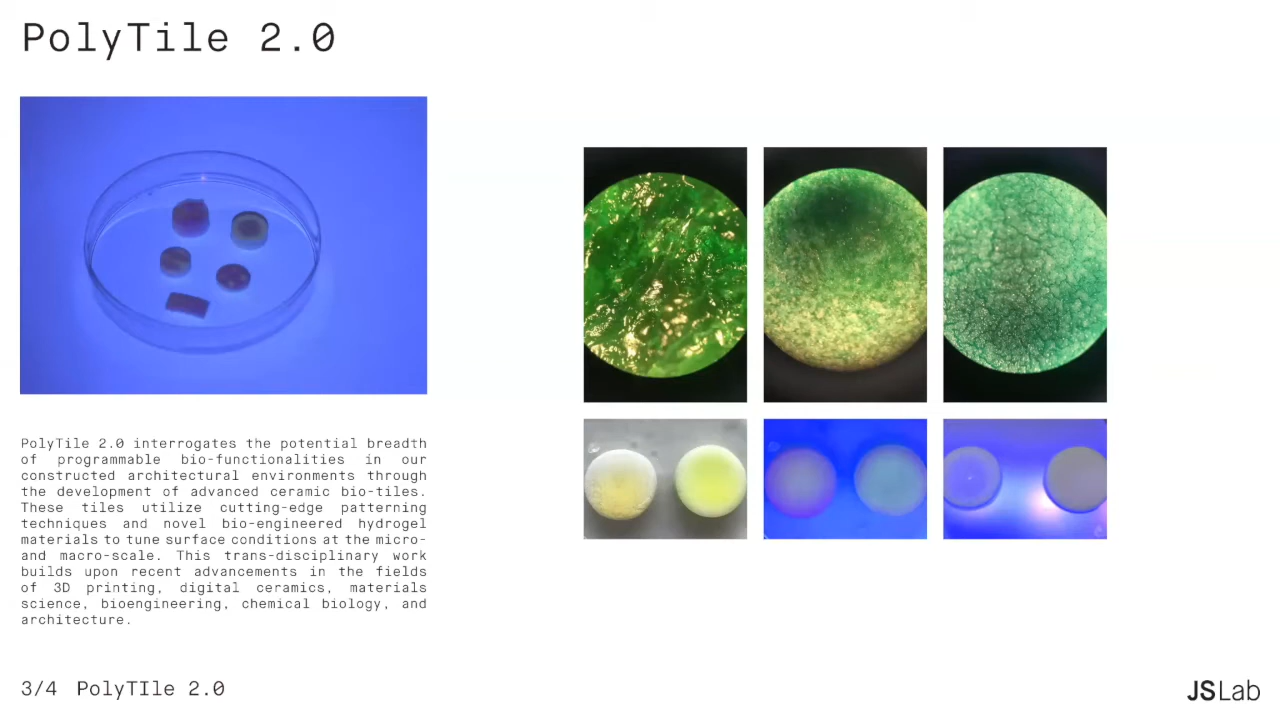 PolyTile 2.0
PolyTile 2.0 interrogates the potential breadth
of programmable bio-functionalities in our
constructed architectural environments through
the development of advanced ceramic bio-tiles.
These tiles utilize cutting-edge patterning
techniques and novel bio-engineered hydrogel
materials to tune surface conditions at the micro-
and macro-scale. This trans-disciplinary work
builds upon recent advancements in the fields
of 3D printing, digital ceramics, materials
science, bioengineering, chemical biology, and
architecture.
3/4 PolyTIle 2.0
JSLab